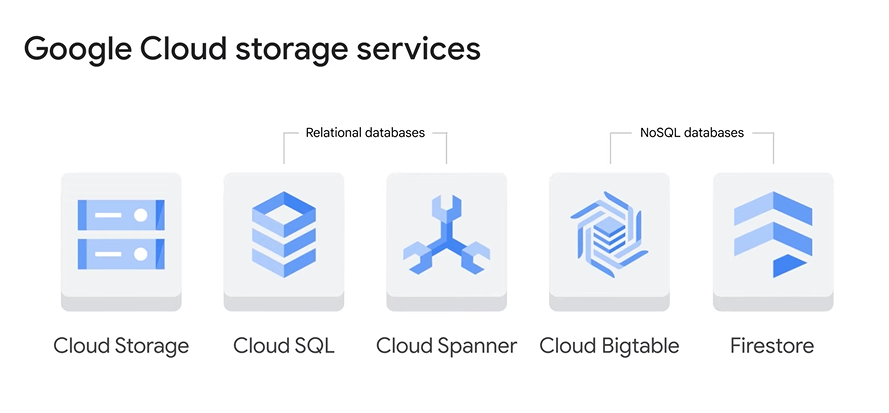 Google Cloud storage services
Relational databases
NoSQL databases
Cloud Storage
Cloud SQL
Cloud Spanner
Cloud Bigtable
Firestore